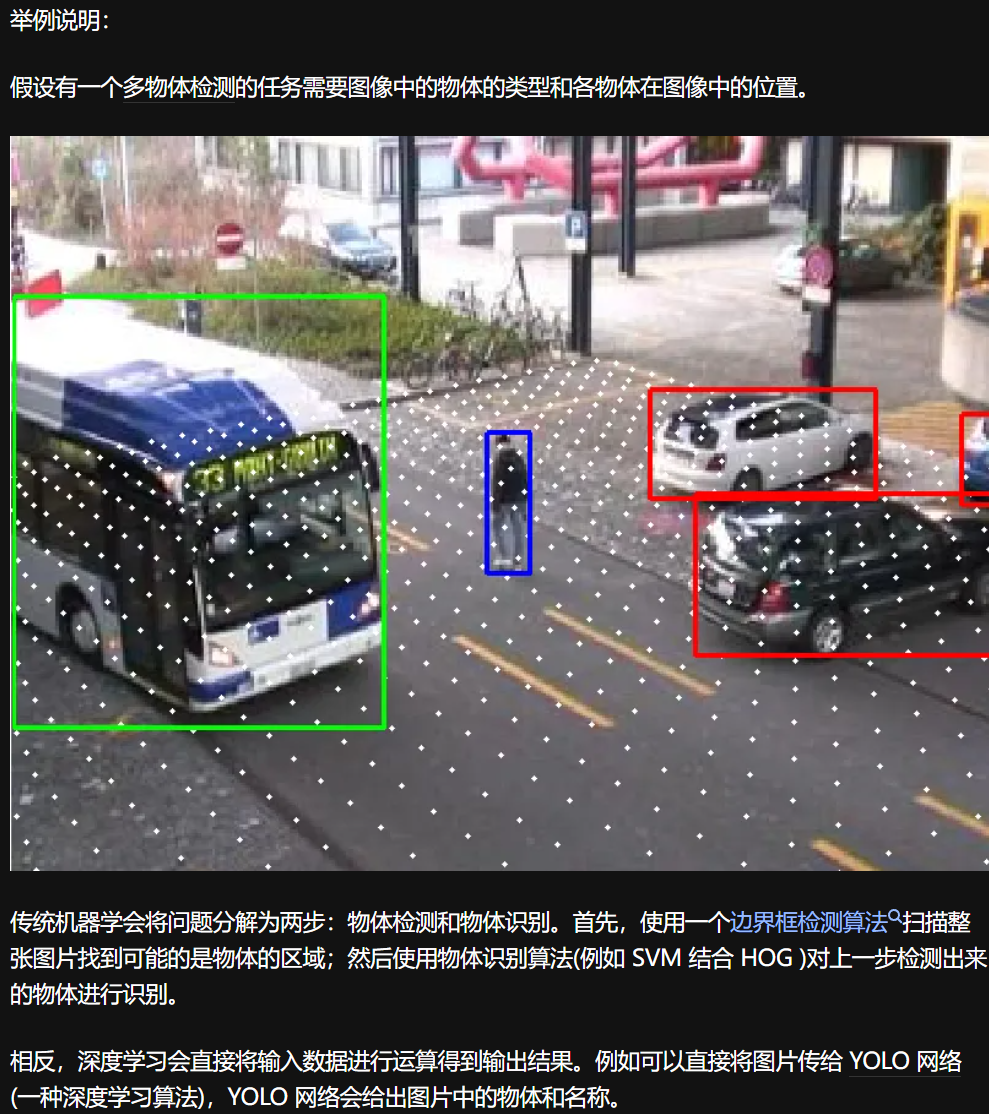 举例说明：
假设有一个多物体检测的任务需要图像中的物体的类型和各物体在图像中的位置。
P
传统机器学会将问题分解为两步：物体检测和物体识别。首先，使用一个边界框检测算法扫描整
张图片找到可能的是物体的区域；然后使用物体识别算法(例如 SVM 结合 HOG )对上一步检测出来
的物体进行识别。
相反，深度学习会直接将输入数据进行运算得到输出结果。例如可以直接将图片传给 YOLO 网络
(一种深度学习算法)，YOLO 网络会给出图片中的物体和名称。